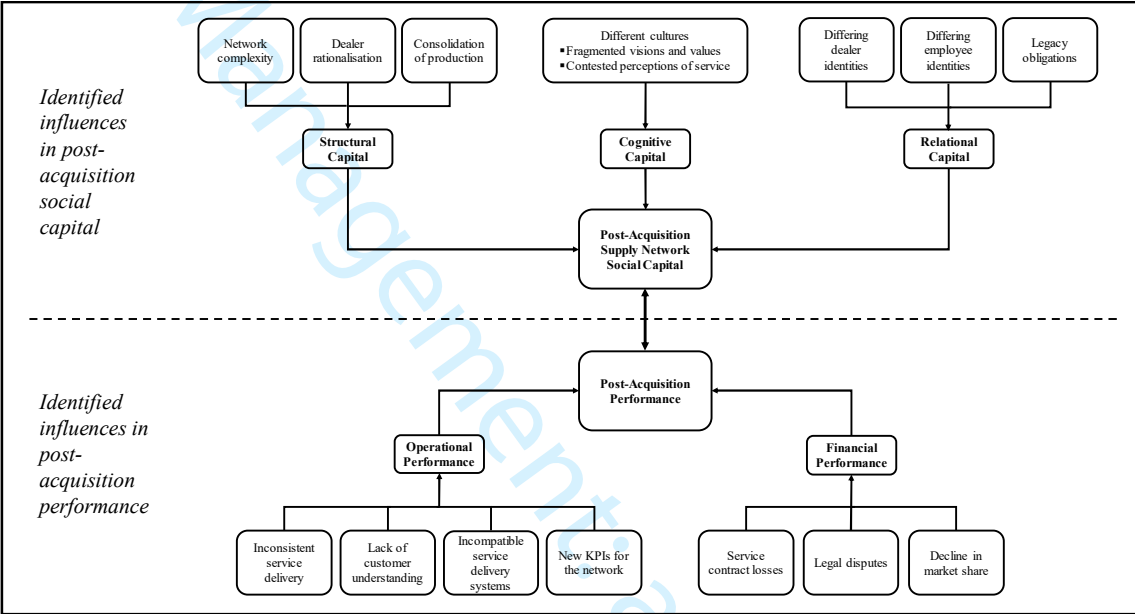 Identified
influences
in post-
acquisition
social
capital
Network
complexity
Dealer
rationalisation
Consolidation
of production
Different cultures
▪Fragmented visions and values
▪Contested perceptions of service
Differing
dealer
identities
Differing
employee
identities
Legacy
obligations
Structural
Capital
Cognitive
Capital
Relational
Capital
Post-Acquisition
Supply Network
Social Capital
Identified
influences in
post-
acquisition
performance
Post-Acquisition
Performance
Operational
Performance
Financial
Performance
Inconsistent
service
delivery
Lack of
customer
understanding
Incompatible
service
delivery
systems
New KPIs for
the network
Service
contract losses
Legal disputes
Decline in
market share
Management: a